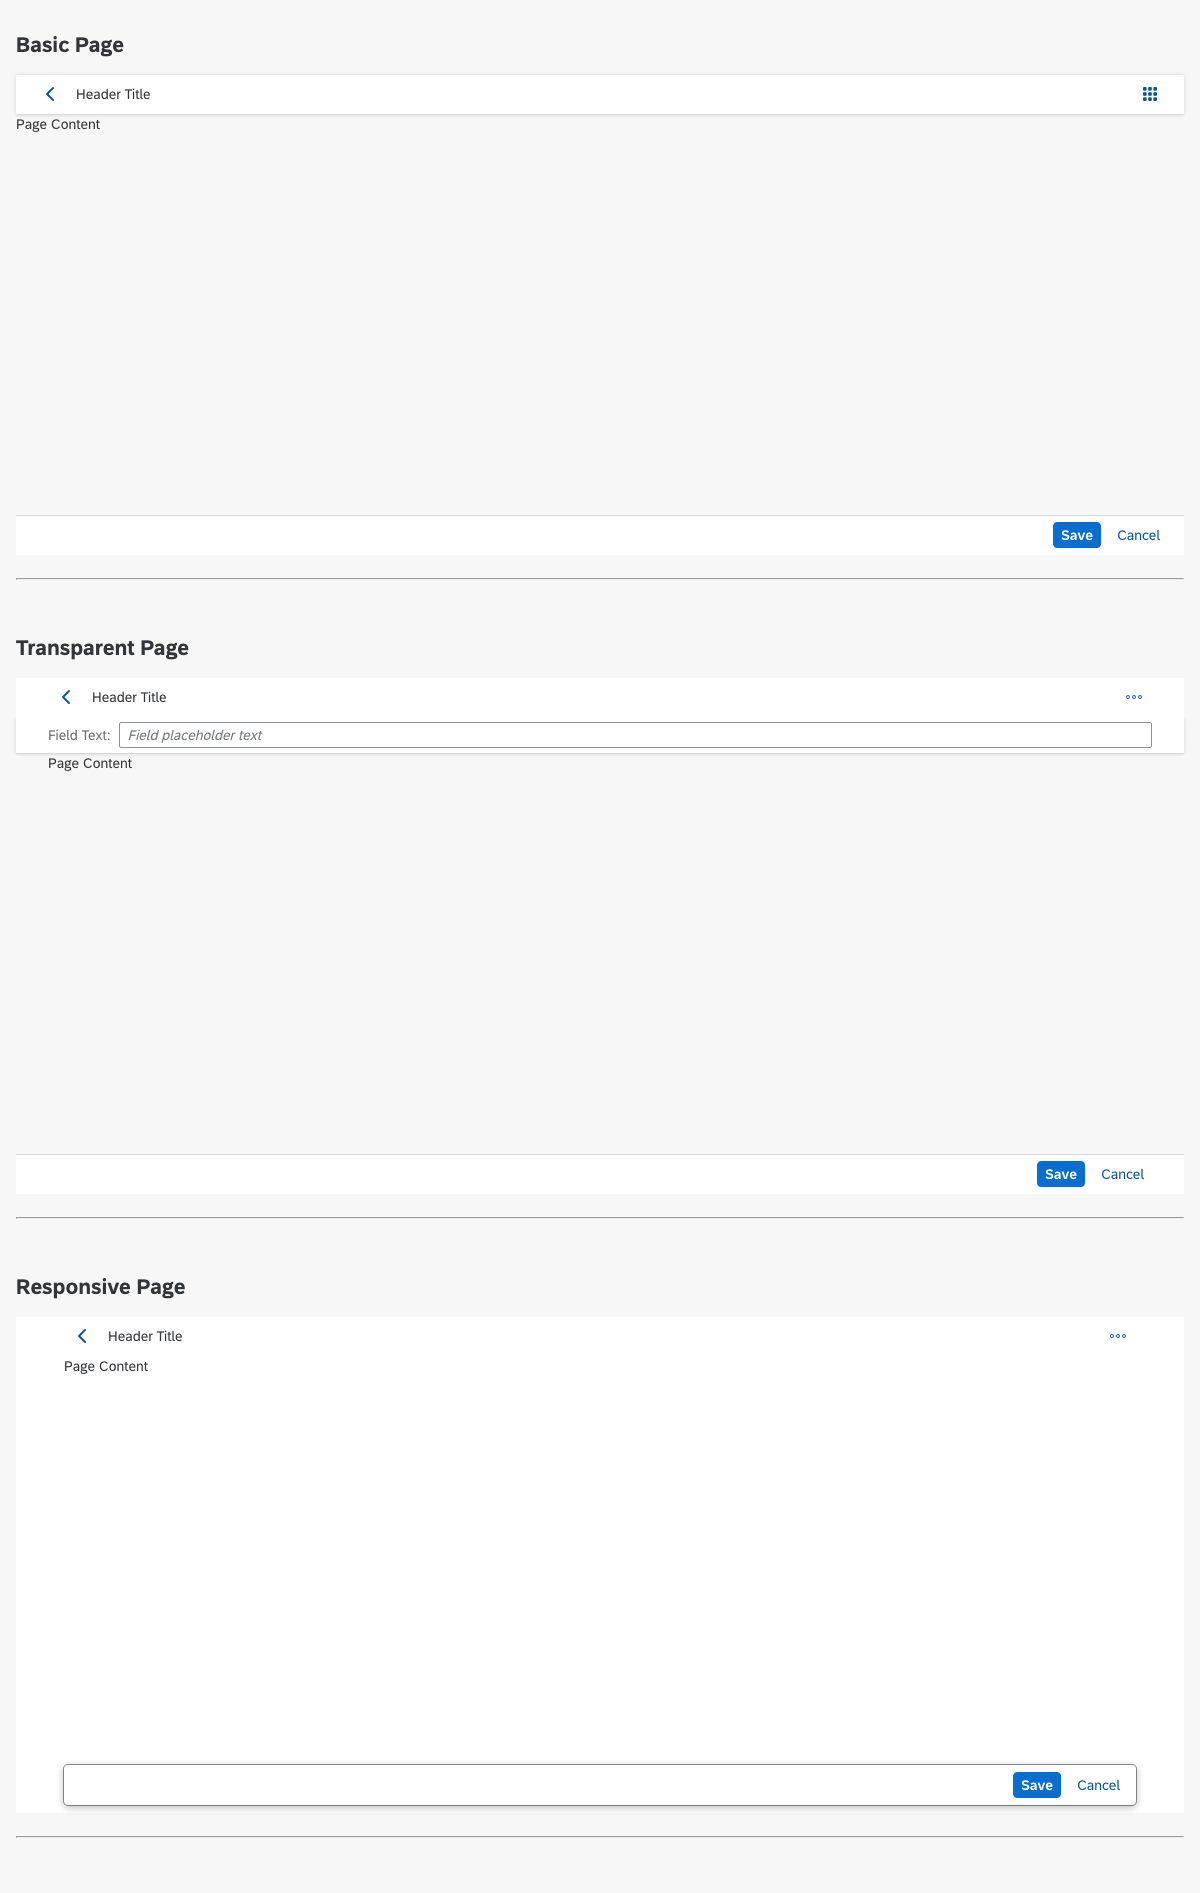 Basic Page
Header Title
Page Content
Save Cancel
Transparent Page
Header Title
Field Text: Field placeholder text
Page Content
Save Cancel
Responsive Page
Header Title
Page Content
Save Cancel